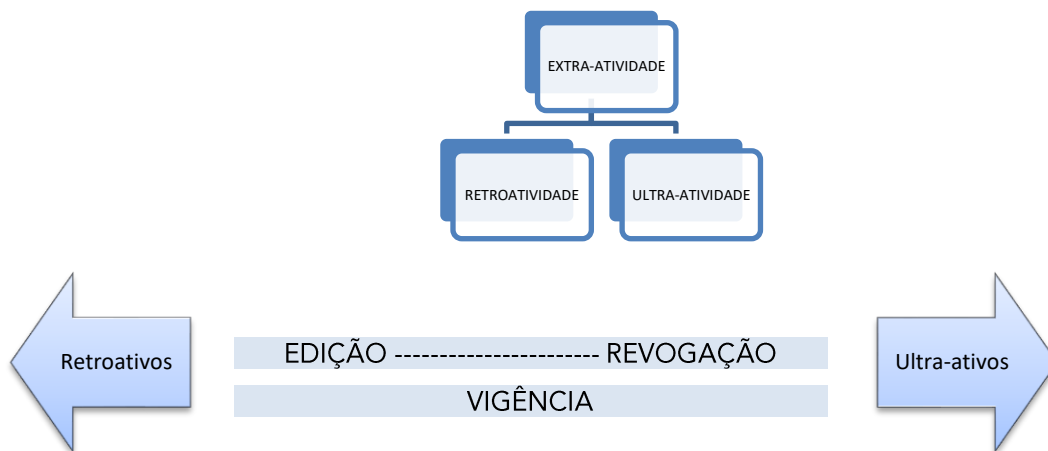 EXTRA-ATIVIDADE
RETROATIVIDADE
ULTRA-ATIVIDADE
Retroativos
EDIÇÃO ----------------------- REVOGAÇÃO
VIGÊNCIA
Ultra-ativos